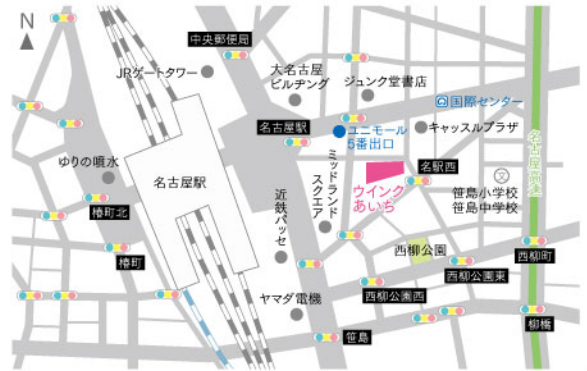 N
中央郵便局
JRゲートタワー
大名古屋
ビルヂング
ジュンク堂書店
国際センター
名古屋駅
ユニモール
5番出口
キャッスルプラザ
名古屋高速
ゆりの噴水
名古屋駅
ミッドランド
スクエア
ウインク
あいち
名駅西
文
笹島小学校
笹島中学校
椿町北
近鉄パッセ
椿町
西柳公園
西柳町
西柳公園東
西柳公園西
ヤマダ電機
笹島
柳橋